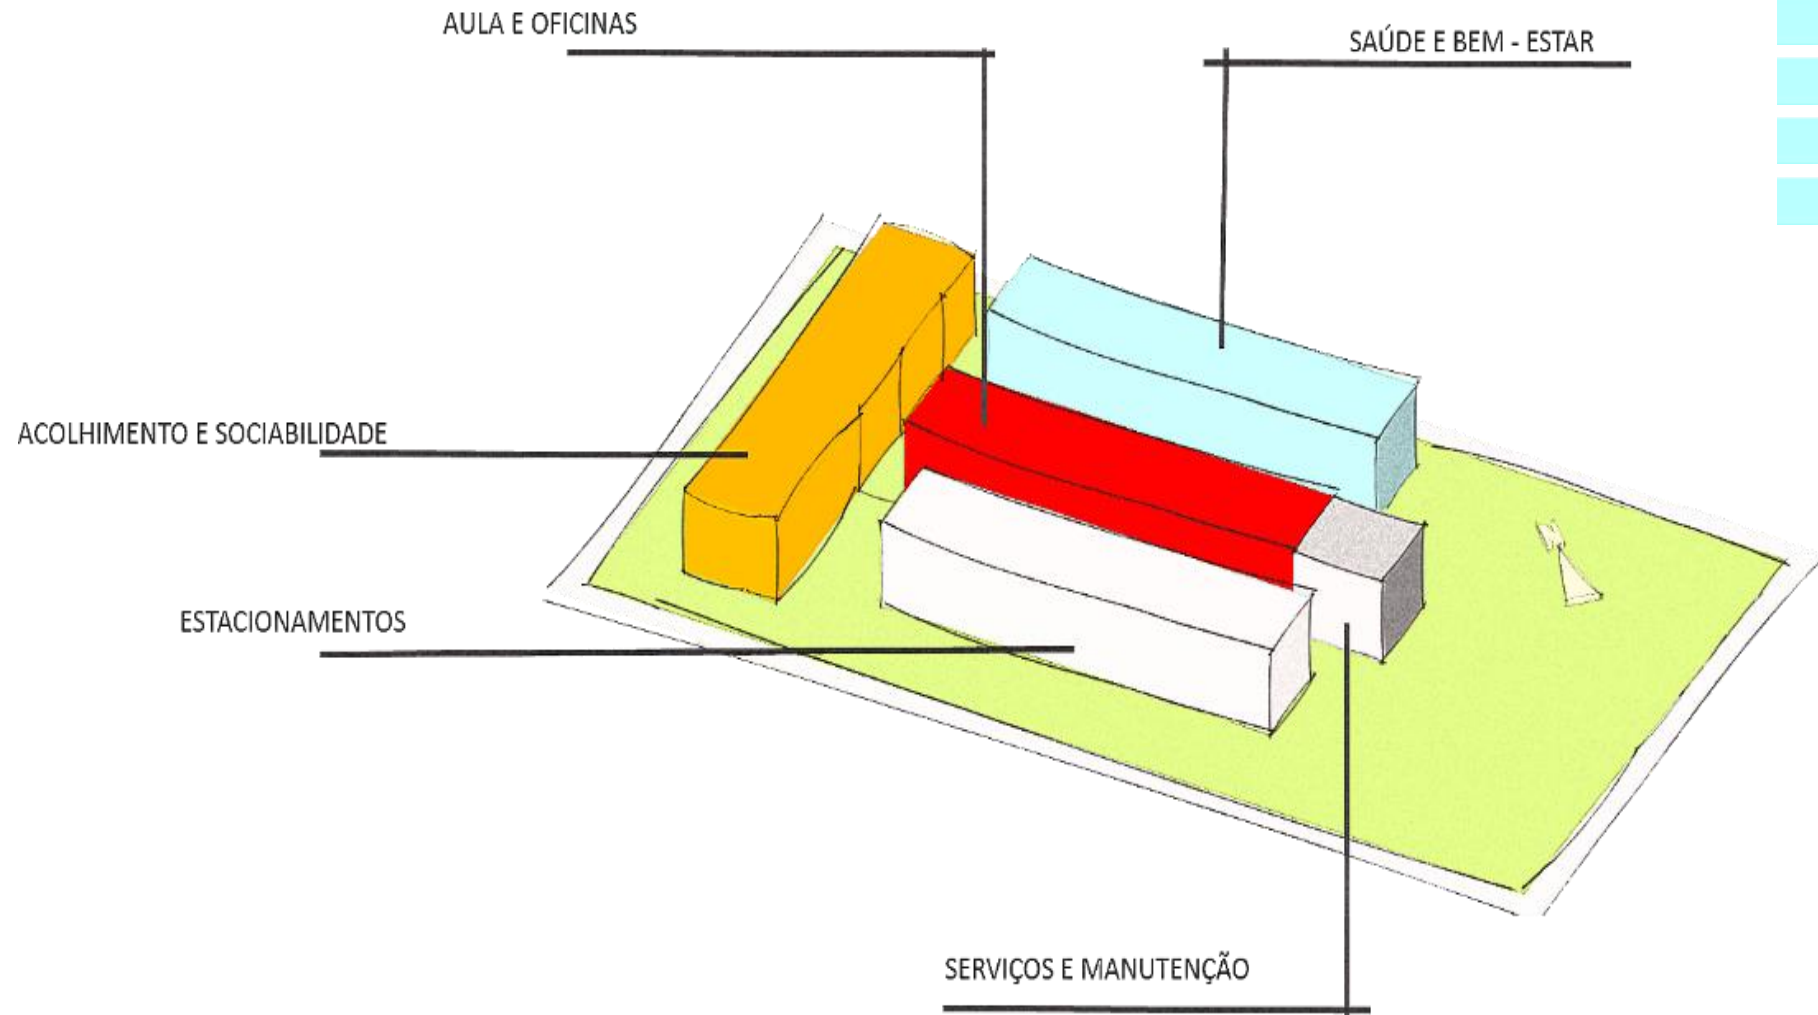 AULA E OFICINAS
SAÚDE E BEM - ESTAR
ACOLHIMENTO E SOCIABILIDADE
ESTACIONAMENTOS
SERVIÇOS E MANUTENÇÃO